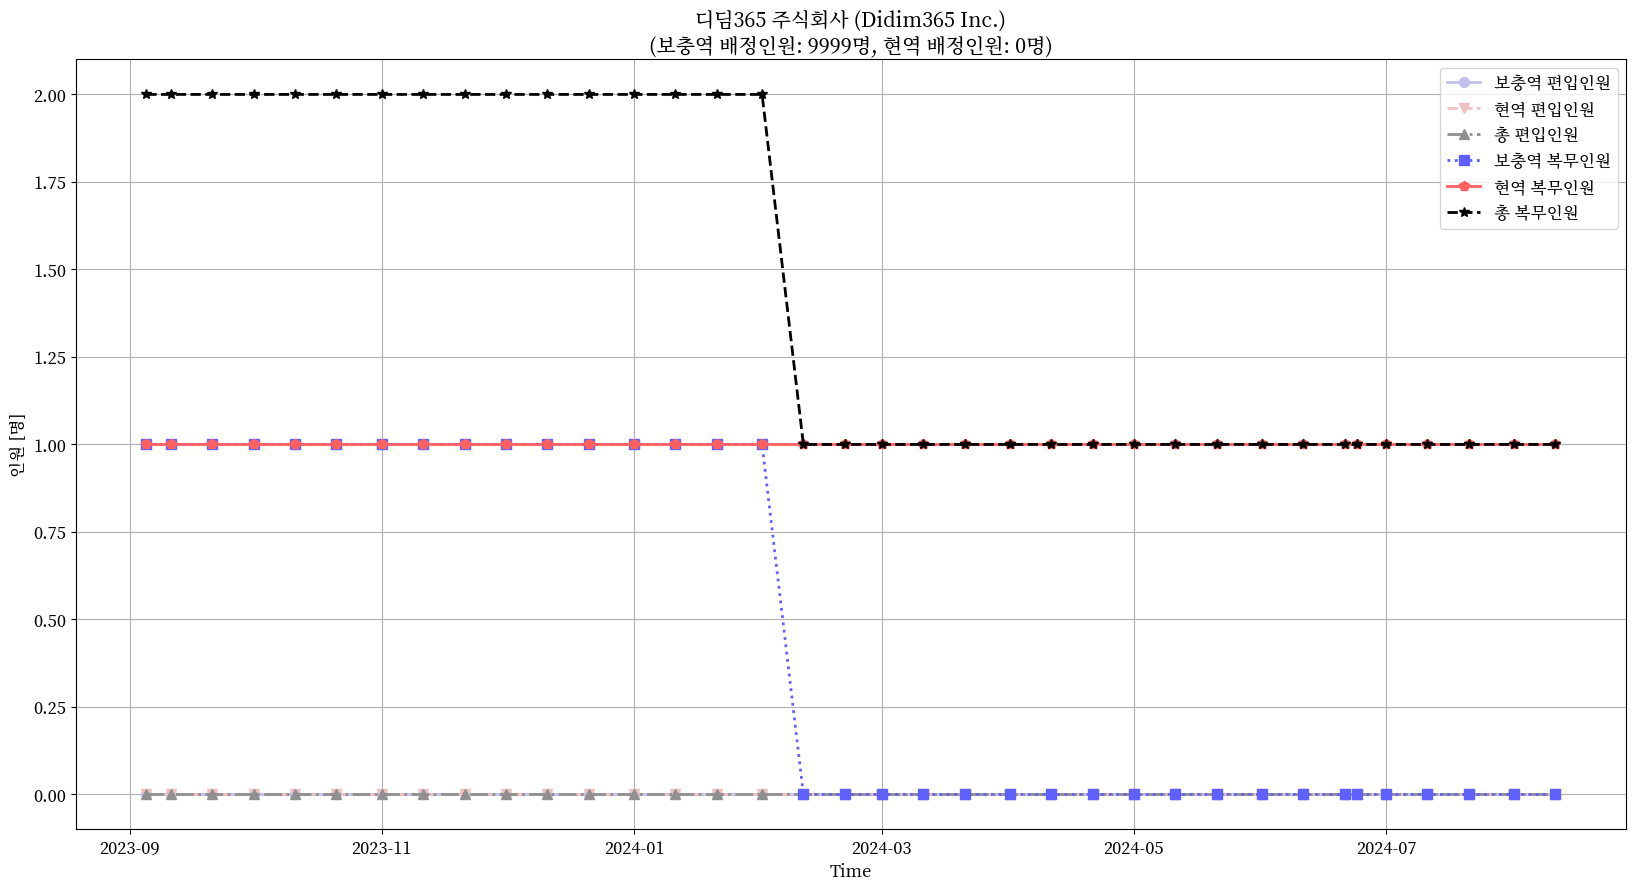 디딤365 주식회사 (Didim365 Inc.)
(보충역 배정인원: 9999명, 현역 배정인원: 0명)
보충역 편입인원
현역 편입인원
총 편입인원
보충역 복무인원
현역 복무인원
총 복무인원
인원 [명]
2.00
1.75
1.50
1.25
1.00
0.75
0.50
0.25
0.00
2023-09 2023-11 2024-01 2024-03 2024-05 2024-07
Time